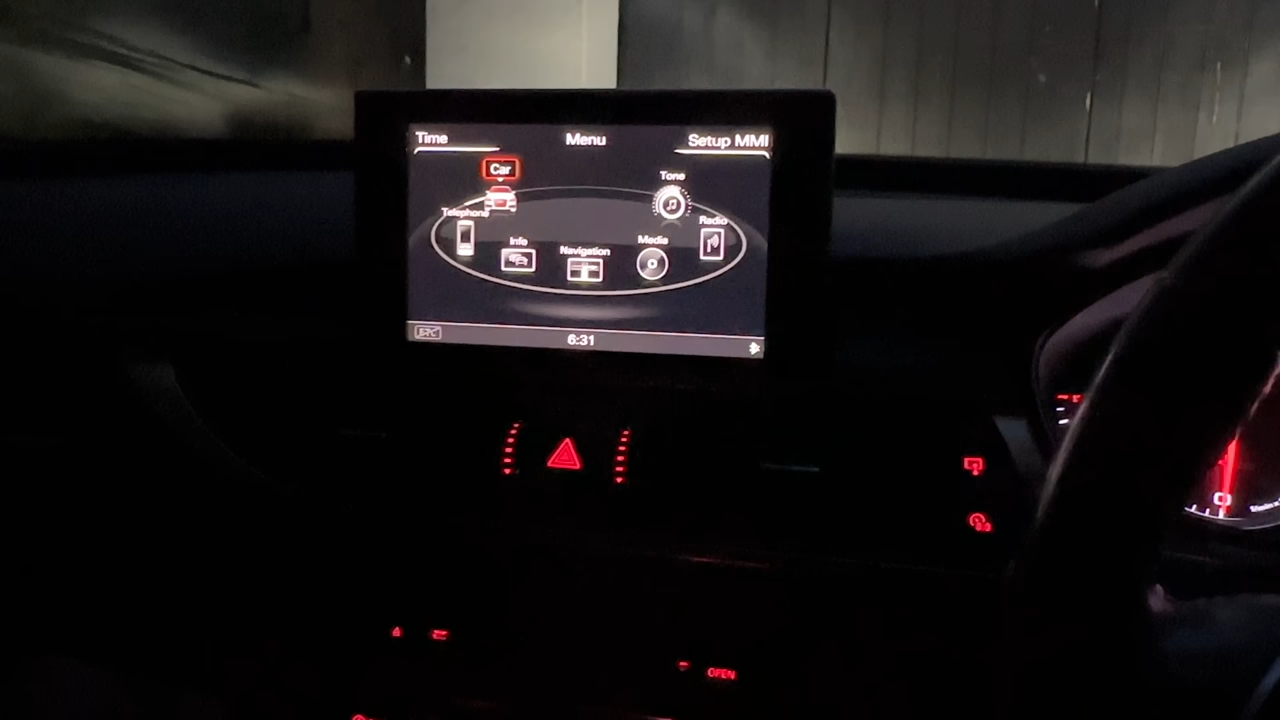 Time Menu Setup MMI
Car
Tone
Telephone
Radio
Info
Navigation
Media
6:31
OPEN